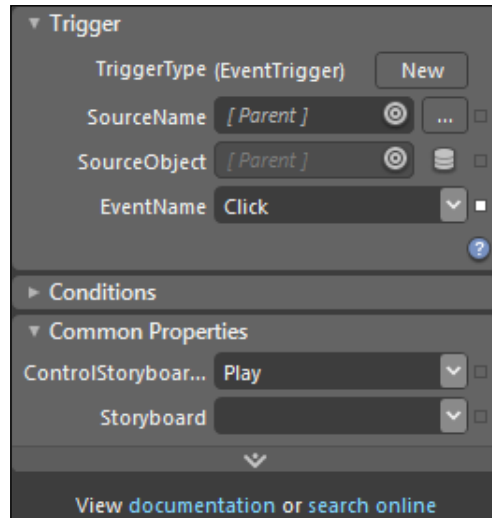 Trigger
TriggerType (EventTrigger) New
SourceName [ Parent ] ...
SourceObject [ Parent ]
EventName Click
?
Conditions
Common Properties
ControlStoryboar... Play
Storyboard
View documentation or search online